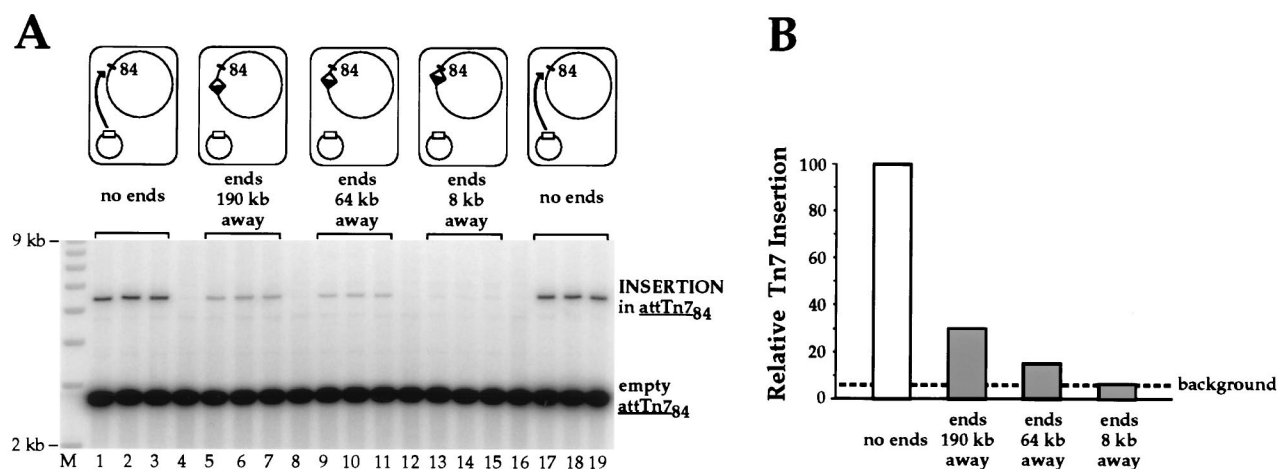 A
84
84
84
84
84
no ends
ends
190 kb
away
ends
64 kb
away
ends
8 kb
away
no ends
9 kb
INSERTION
in attTn784
empty
attTn784
2 kb
M 1 2 3 4 5 6 7 8 9 10 11 12 13 14 15 16 17 18 19
B
Relative Tn7 Insertion
100
80
60
40
20
0
background
no ends
ends
190 kb
away
ends
64 kb
away
ends
8 kb
away